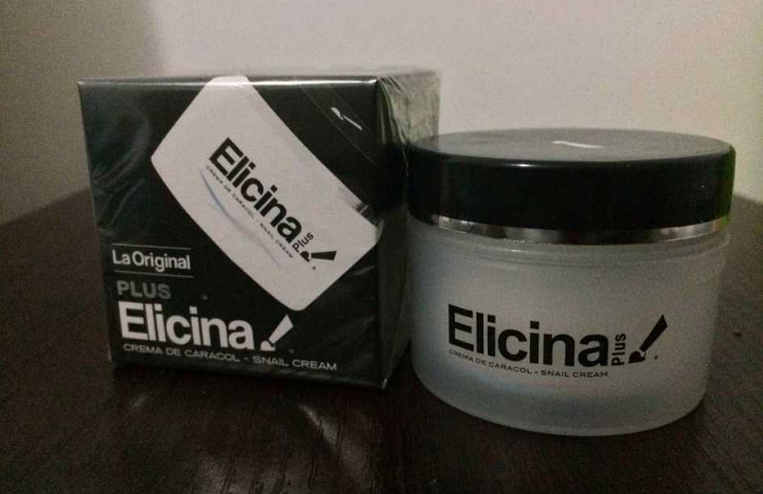 Elicina Plus
CREMA DE CARACOL - SNAIL CREAM
La Original
PLUS
Elicina
CREMA DE CARACOL - SNAIL CREAM
Elicina Plus
CREMA DE CARACOL - SNAIL CREAM